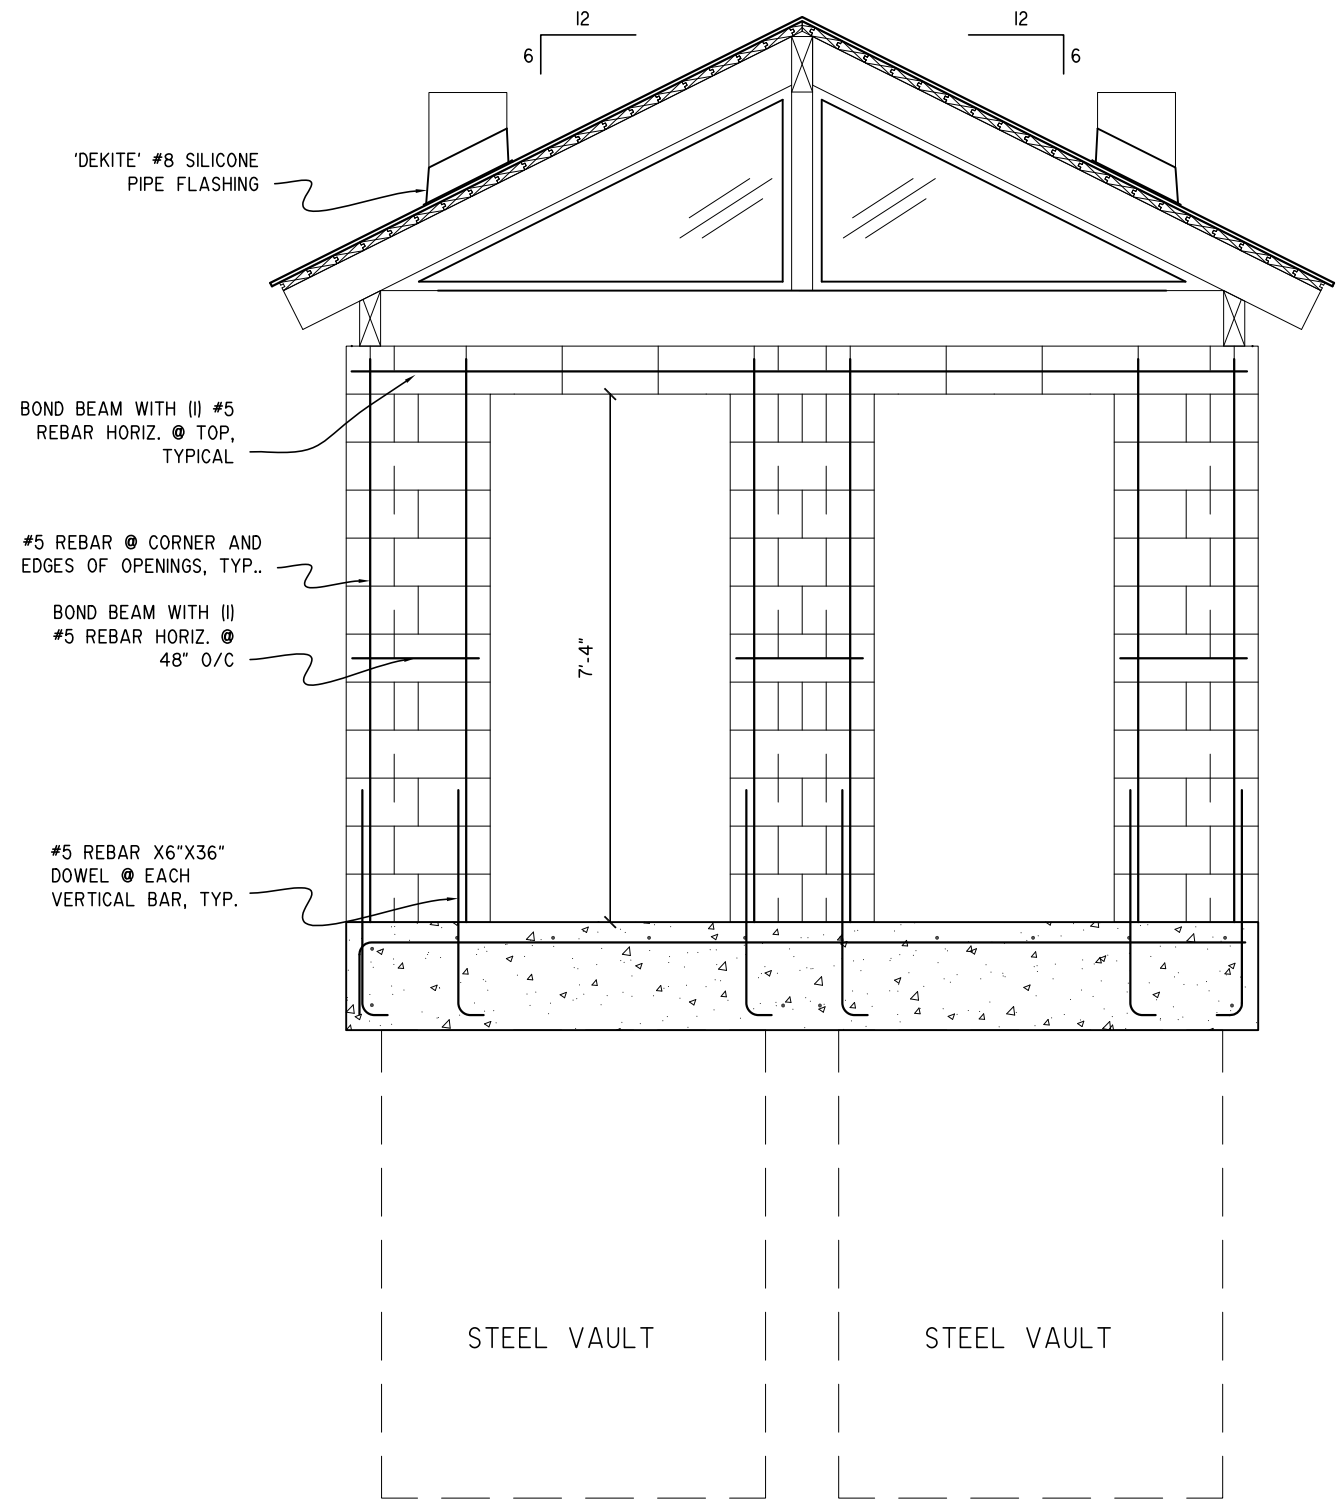 12
6
12
6
'DEKITE' #8 SILICONE
PIPE FLASHING
BOND BEAM WITH (1) #5
REBAR HORIZ. @ TOP,
TYPICAL
#5 REBAR @ CORNER AND
EDGES OF OPENINGS, TYP..
BOND BEAM WITH (1)
#5 REBAR HORIZ. @
48" O/C
7'-4"
#5 REBAR X6"X36"
DOWEL @ EACH
VERTICAL BAR, TYP.
STEEL VAULT
STEEL VAULT